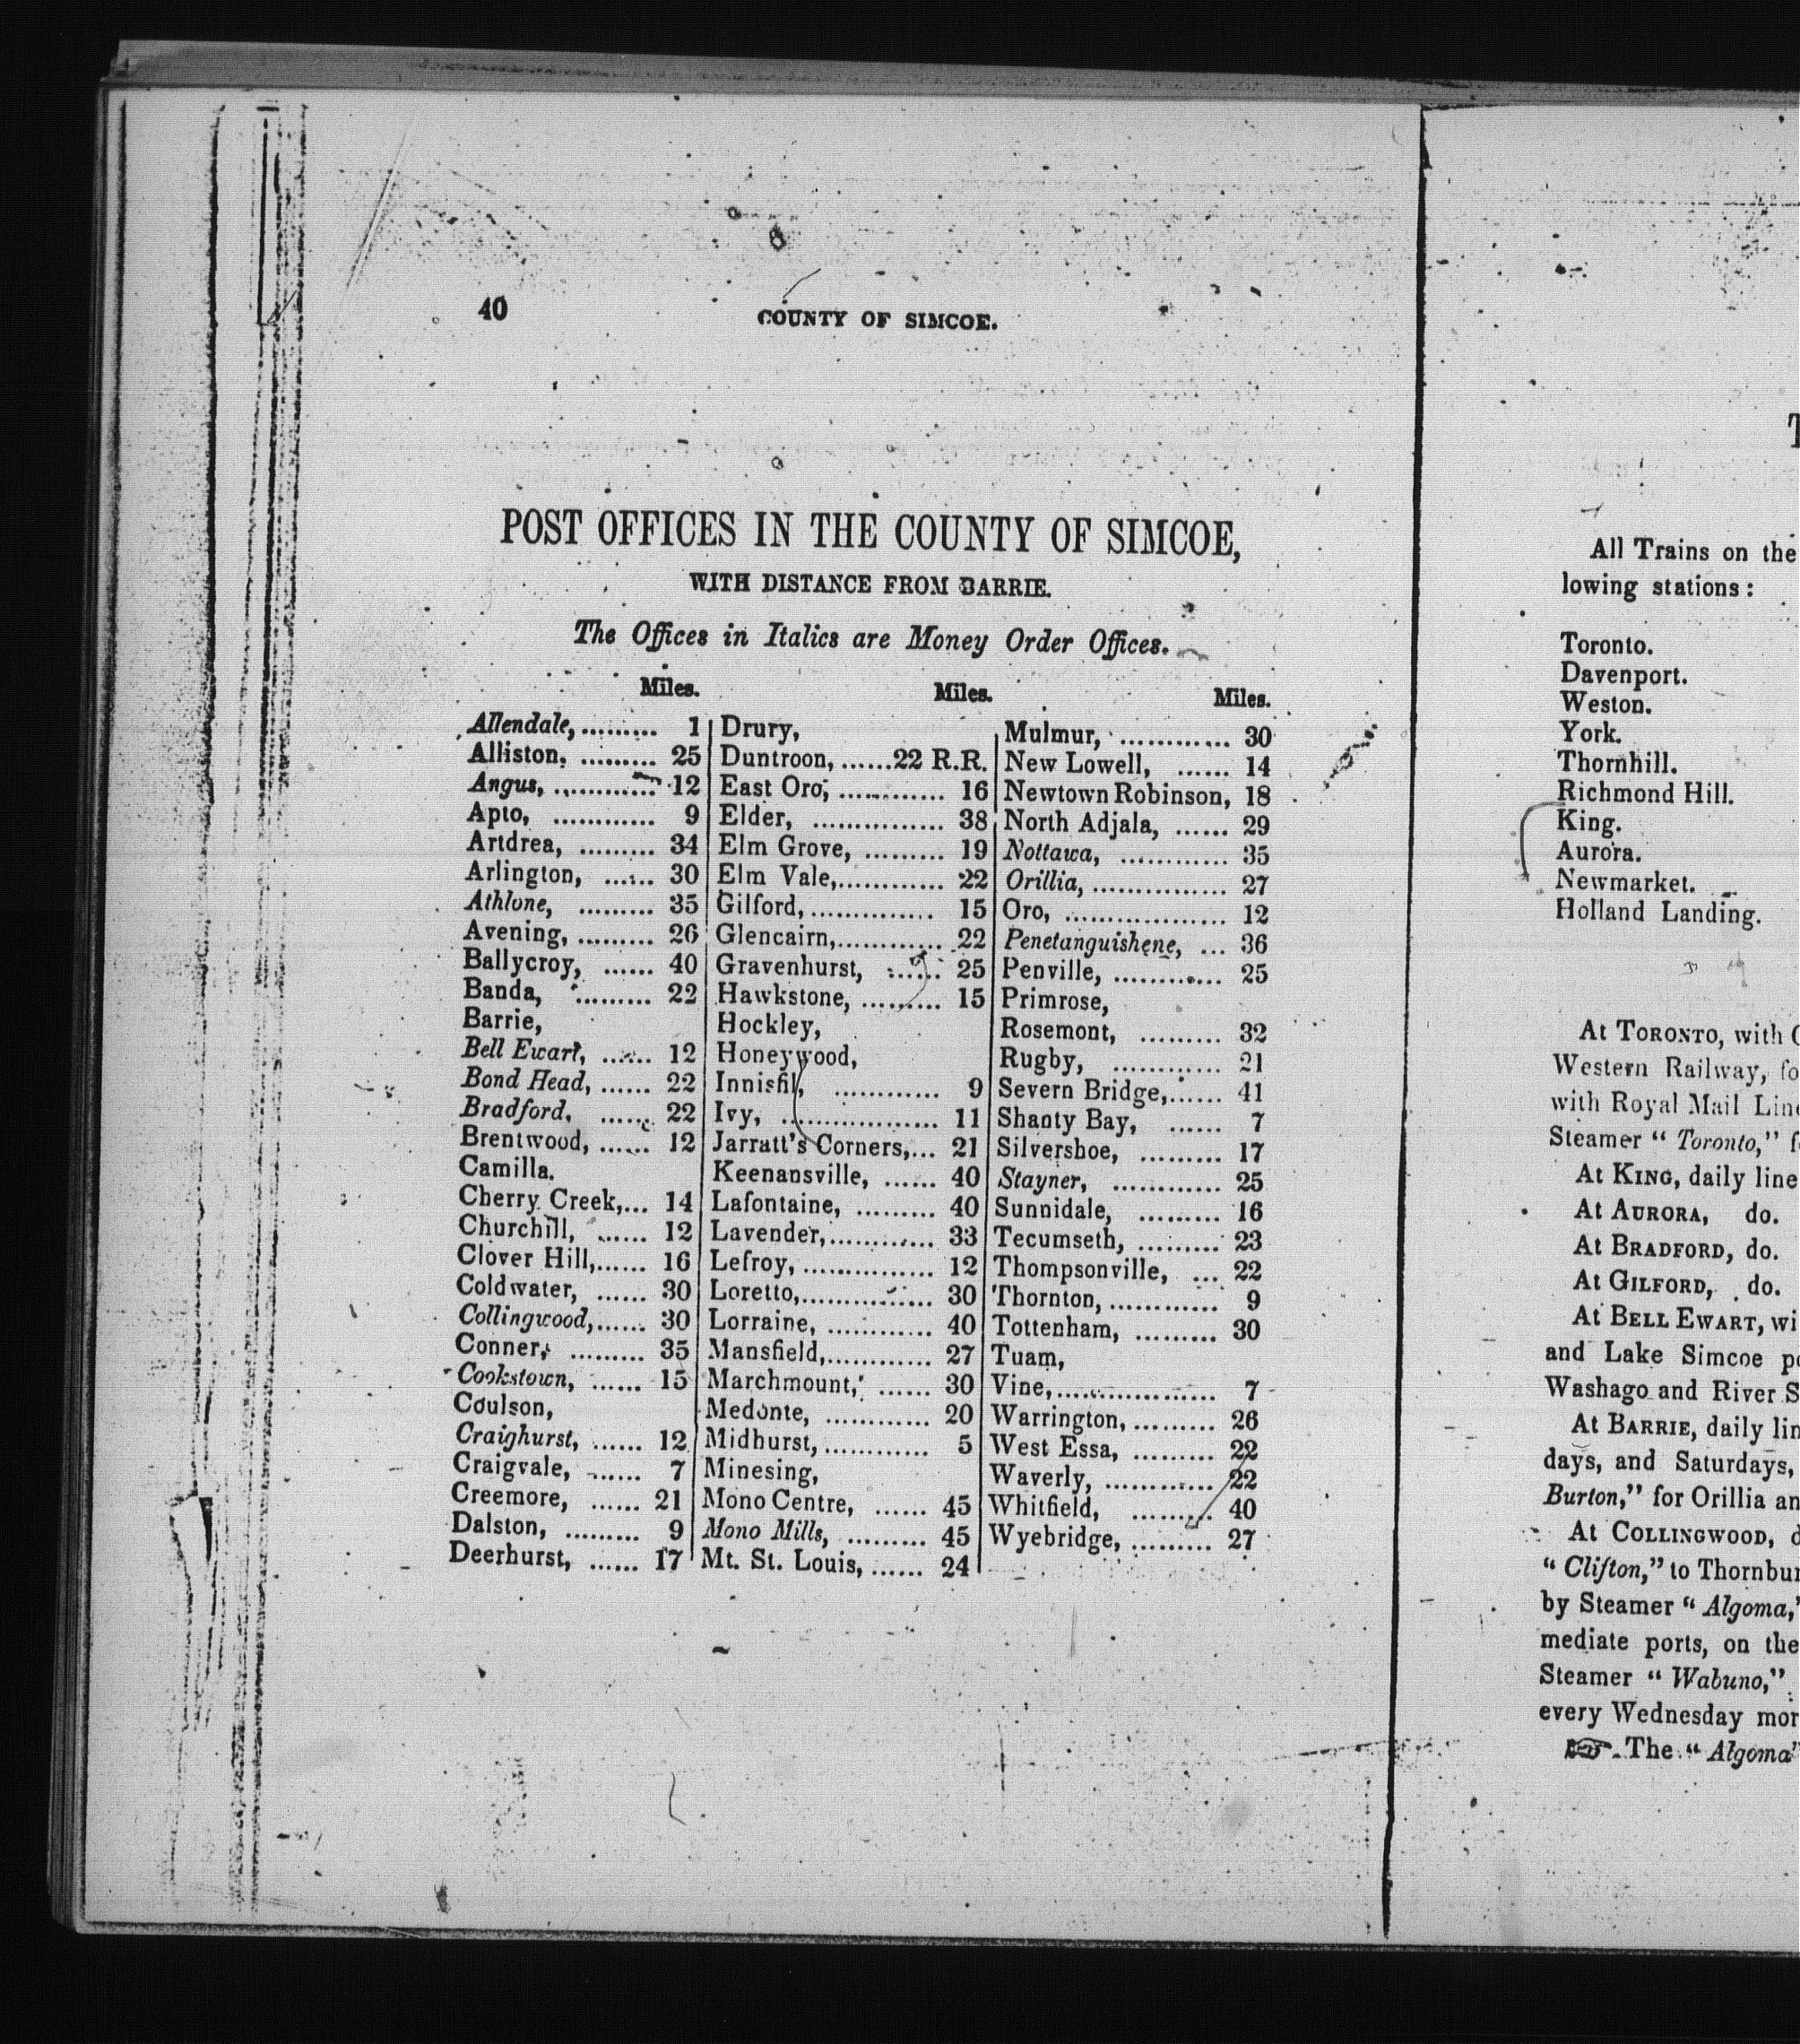 40
COUNTY OF SIMCOE.
POST OFFICES IN THE COUNTY OF SIMCOE,
WITH DISTANCE FROM BARRIE.
The Offices in Italics are Money Order Offices.
Miles.
Allendale, ......... 1
Alliston, ......... 25
Angus, ............ 12
Apto, ............ 9
Artdrea, ......... 34
Arlington, ...... 30
Athlone, ......... 35
Avening, ......... 26
Ballycroy, ...... 40
Banda, ......... 22
Barrie,
Bell Ewart, ...... 12
Bond Head, ...... 22
Bradford, ...... 22
Brentwood, ...... 12
Camilla.
Cherry Creek,... 14
Churchill, ...... 12
Clover Hill,...... 16
Coldwater, ...... 30
Collingwood,...... 30
Conner, ......... 35
Cookstown, ...... 15
Coulson,
Craighurst, ...... 12
Craigvale, ...... 7
Creemore, ...... 21
Dalston, ......... 9
Deerhurst, ...... 17
Miles.
Drury,
Duntroon, ......22 R.R.
East Oro, ............ 16
Elder, ............... 38
Elm Grove, ......... 19
Elm Vale,............ 22
Gilford,............... 15
Glencairn,............ 22
Gravenhurst, ...... 25
Hawkstone, ......... 15
Hockley,
Honeywood,
Innisfil, ............ 9
Ivy, .................. 11
Jarratt's Corners,... 21
Keenansville, ...... 40
Lafontaine, ......... 40
Lavender,............ 33
Lefroy, ............... 12
Loretto,............... 30
Lorraine, ............ 40
Mansfield,............ 27
Marchmount, ...... 30
Medonte, ............ 20
Midhurst,............ 5
Minesing,
Mono Centre, ...... 45
Mono Mills, ......... 45
Mt. St. Louis, ...... 24
Miles.
Mulmur, ............ 30
New Lowell, ...... 14
Newtown Robinson, 18
North Adjala, ...... 29
Nottawa, ............ 35
Orillia, ............... 27
Oro, .................. 12
Penetanguishene, ... 36
Penville, ............ 25
Primrose,
Rosemont, ......... 32
Rugby, ............ 21
Severn Bridge,...... 41
Shanty Bay, ...... 7
Silvershoe, ......... 17
Stayner, ............ 25
Sunnidale, ......... 16
Tecumseth, ......... 23
Thompsonville, ... 22
Thornton, ............ 9
Tottenham, ......... 30
Tuam,
Vine,.................. 7
Warrington, ......... 26
West Essa, ......... 22
Waverly, ............ 22
Whitfield, ......... 40
Wyebridge, ......... 27
All Trains on the
lowing stations:
Toronto.
Davenport.
Weston.
York.
Thornhill.
Richmond Hill.
King.
Aurora.
Newmarket.
Holland Landing.
At TORONTO, with
Western Railway,
with Royal Mail Line
Steamer "Toronto,"
At KING, daily line
At AURORA, do.
At BRADFORD, do.
At GILFORD, do.
At BELL EWART,
and Lake Simcoe
Washago and River
At BARRIE, daily
days, and Saturdays,
Burton," for Orillia
At COLLINGWOOD,
"Clifton," to
by Steamer "Algoma,"
mediate ports, on the
Steamer "Wabuno,"
every Wednesday
☞ The "Algoma"